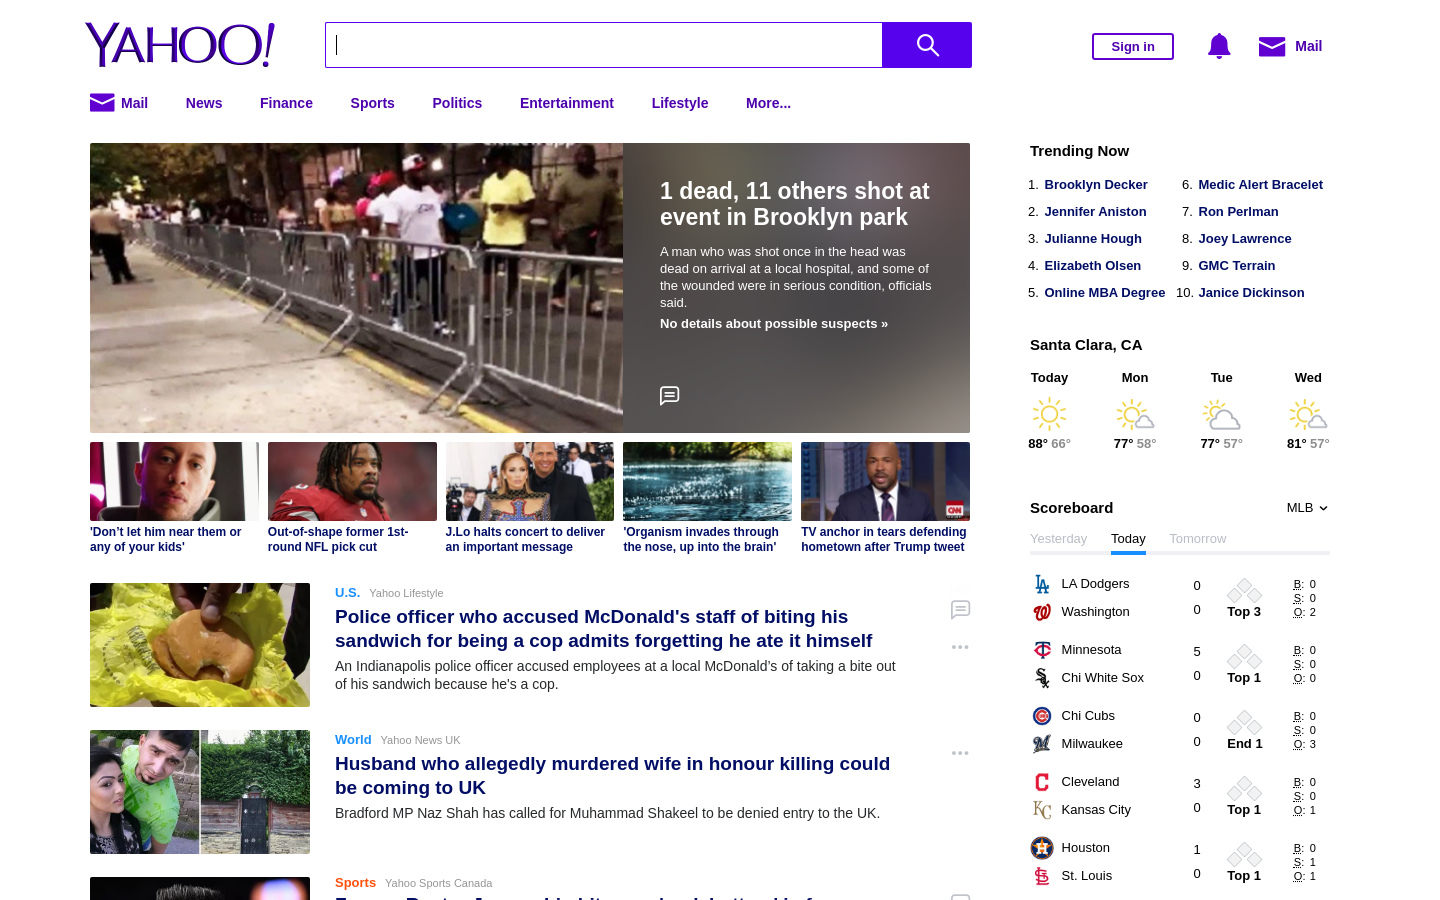 YAHOO!
Sign in
Mail
Mail News Finance Sports Politics Entertainment Lifestyle More...
1 dead, 11 others shot at
event in Brooklyn park
A man who was shot once in the head was
dead on arrival at a local hospital, and some of
the wounded were in serious condition, officials
said.
No details about possible suspects »
'Don’t let him near them or
any of your kids'
Out-of-shape former 1st-
round NFL pick cut
J.Lo halts concert to deliver
an important message
'Organism invades through
the nose, up into the brain'
CNN
TV anchor in tears defending
hometown after Trump tweet
U.S. Yahoo Lifestyle
Police officer who accused McDonald's staff of biting his
sandwich for being a cop admits forgetting he ate it himself
An Indianapolis police officer accused employees at a local McDonald’s of taking a bite out
of his sandwich because he's a cop.
World Yahoo News UK
Husband who allegedly murdered wife in honour killing could
be coming to UK
Bradford MP Naz Shah has called for Muhammad Shakeel to be denied entry to the UK.
Sports Yahoo Sports Canada
Trending Now
1. Brooklyn Decker
2. Jennifer Aniston
3. Julianne Hough
4. Elizabeth Olsen
5. Online MBA Degree
6. Medic Alert Bracelet
7. Ron Perlman
8. Joey Lawrence
9. GMC Terrain
10. Janice Dickinson
Santa Clara, CA
Today Mon Tue Wed
88° 66° 77° 58° 77° 57° 81° 57°
Scoreboard MLB
Yesterday Today Tomorrow
LA Dodgers 0
Washington 0
Top 3
B: 0
S: 0
O: 2
Minnesota 5
Chi White Sox 0
Top 1
B: 0
S: 0
O: 0
Chi Cubs 0
Milwaukee 0
End 1
B: 0
S: 0
O: 3
Cleveland 3
Kansas City 0
Top 1
B: 0
S: 0
O: 1
Houston 1
St. Louis 0
Top 1
B: 0
S: 1
O: 1